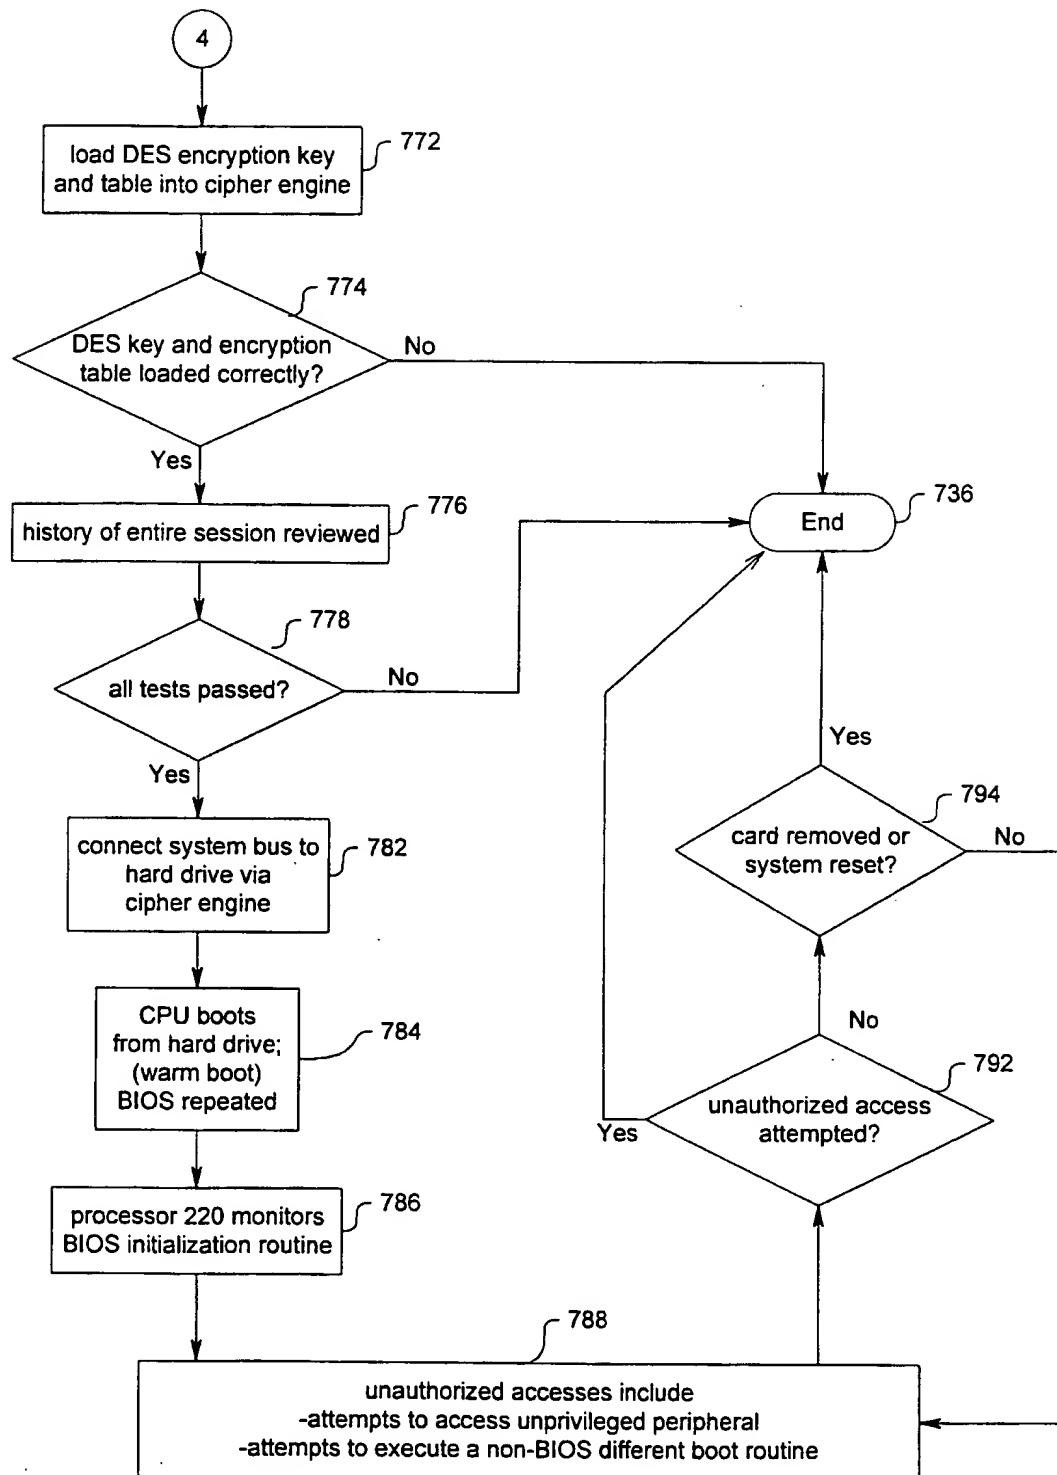 4
load DES encryption key
and table into cipher engine
772
774
DES key and encryption
table loaded correctly?
No
Yes
history of entire session reviewed
776
End
736
778
all tests passed?
No
Yes
connect system bus to
hard drive via
cipher engine
782
CPU boots
from hard drive;
(warm boot)
BIOS repeated
784
processor 220 monitors
BIOS initialization routine
786
788
unauthorized accesses include
-attempts to access unprivileged peripheral
-attempts to execute a non-BIOS different boot routine
792
unauthorized access
attempted?
Yes
No
794
card removed or
system reset?
Yes
No